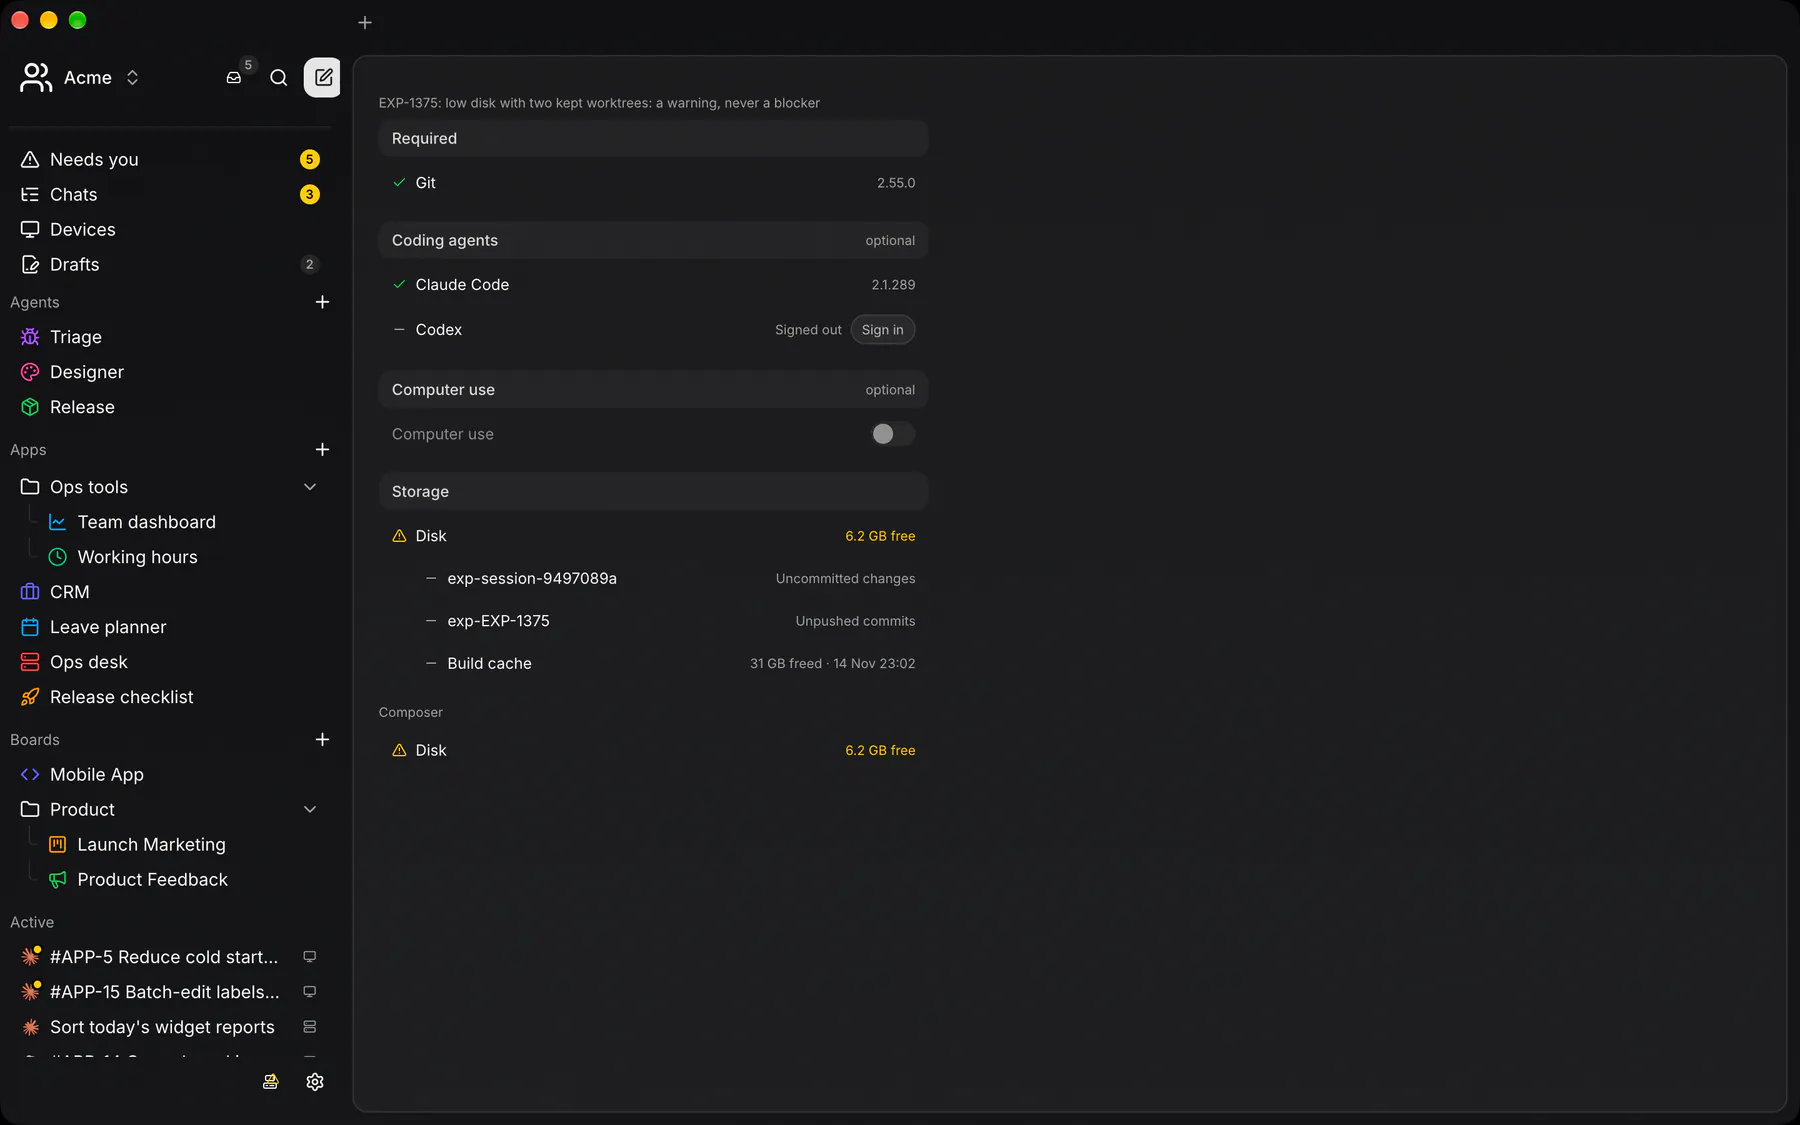 Acme
5
Needs you
5
Chats
3
Devices
Drafts
2
Agents
Triage
Designer
Release
Apps
Ops tools
Team dashboard
Working hours
CRM
Leave planner
Ops desk
Release checklist
Boards
Mobile App
Product
Launch Marketing
Product Feedback
Active
#APP-5 Reduce cold start...
#APP-15 Batch-edit labels...
Sort today's widget reports
EXP-1375: low disk with two kept worktrees: a warning, never a blocker
Required
Git 2.55.0
Coding agents optional
Claude Code 2.1.289
Codex Signed out Sign in
Computer use optional
Computer use
Storage
Disk 6.2 GB free
exp-session-9497089a Uncommitted changes
exp-EXP-1375 Unpushed commits
Build cache 31 GB freed · 14 Nov 23:02
Composer
Disk 6.2 GB free